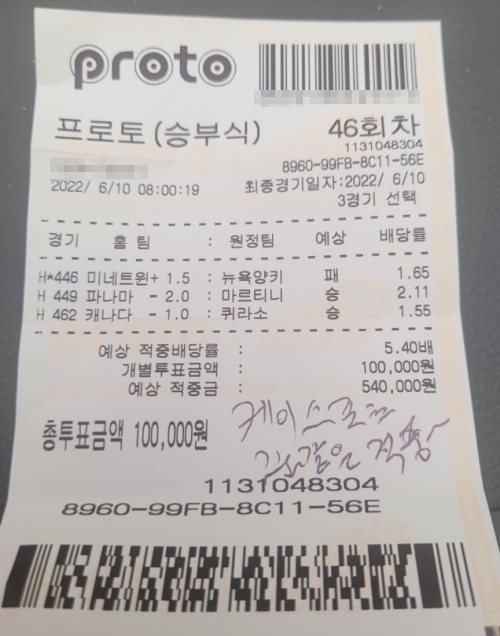 proto
프로토(승부식) 46회차
1131048304
8960-99FB-8C11-56E
2022/ 6/10 08:00:19 최종경기일자:2022/ 6/10
3경기 선택
경기 홈 팀 : 원정팀 예상 배당률
H*446 미네트윈+ 1.5 : 뉴욕양키 패 1.65
H 449 파나마 - 2.0 : 마르티니 승 2.11
H 462 캐나다 - 1.0 : 퀴라소 승 1.55
예상 적중배당률 : 5.40배
개별투표금액 : 100,000원
예상 적중금 : 540,000원
총투표금액 100,000원
케이스포
적중
1131048304
8960-99FB-8C11-56E